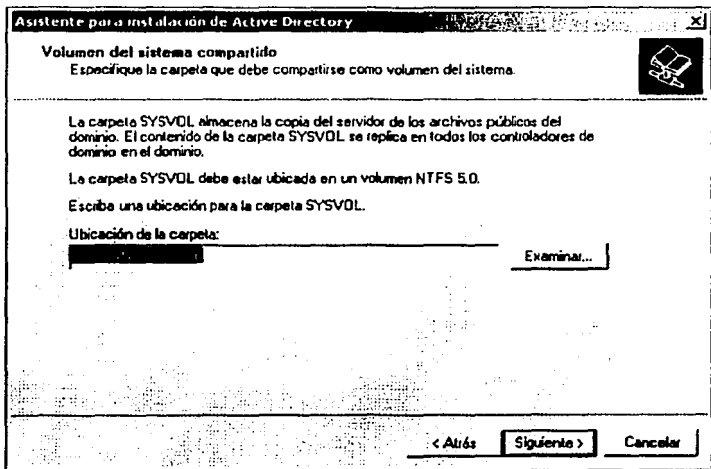 Asistente para instalación de Active Directory
Volumen del sistema compartido
Especifique la carpeta que debe compartirse como volumen del sistema.
La carpeta SYSVOL almacena la copia del servidor de los archivos públicos del
dominio. El contenido de la carpeta SYSVOL se replica en todos los controladores de
dominio en el dominio.
La carpeta SYSVOL debe estar ubicada en un volumen NTFS 5.0.
Escriba una ubicación para la carpeta SYSVOL.
Ubicación de la carpeta:
Examinar...
< Atrás Siguiente > Cancelar